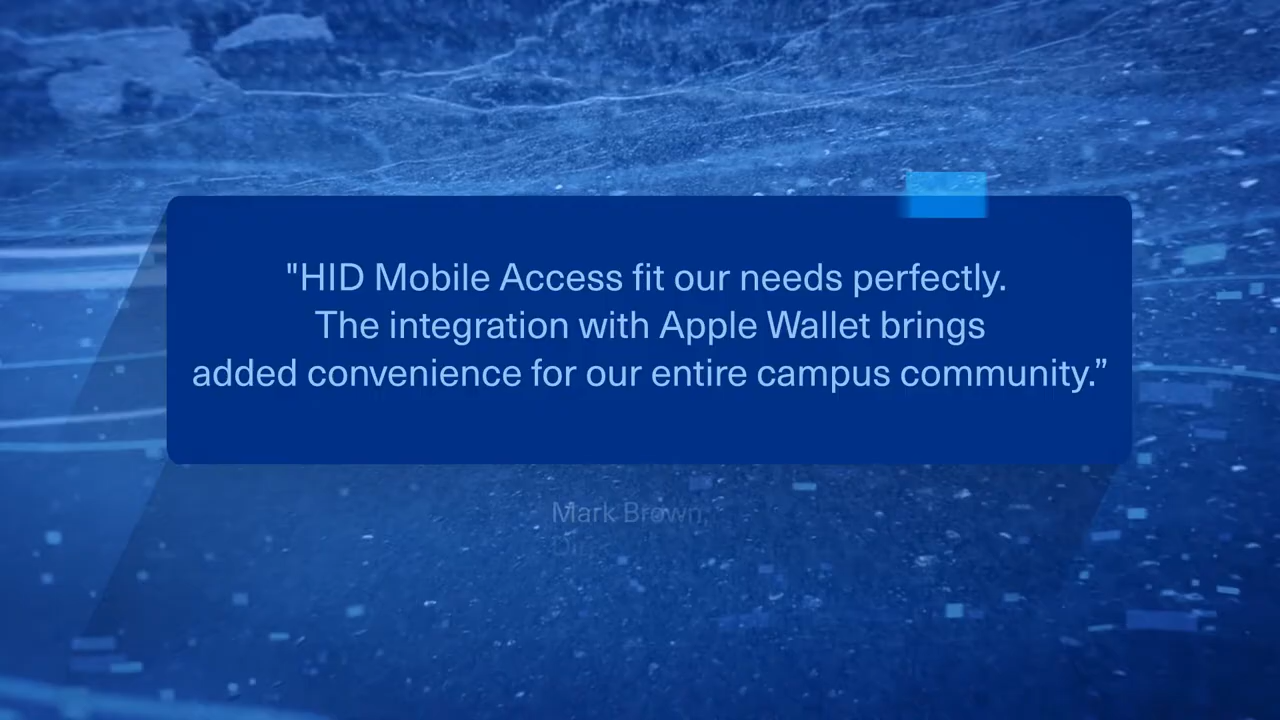 "HID Mobile Access fit our needs perfectly.
The integration with Apple Wallet brings
added convenience for our entire campus community.”
Mark Brown,